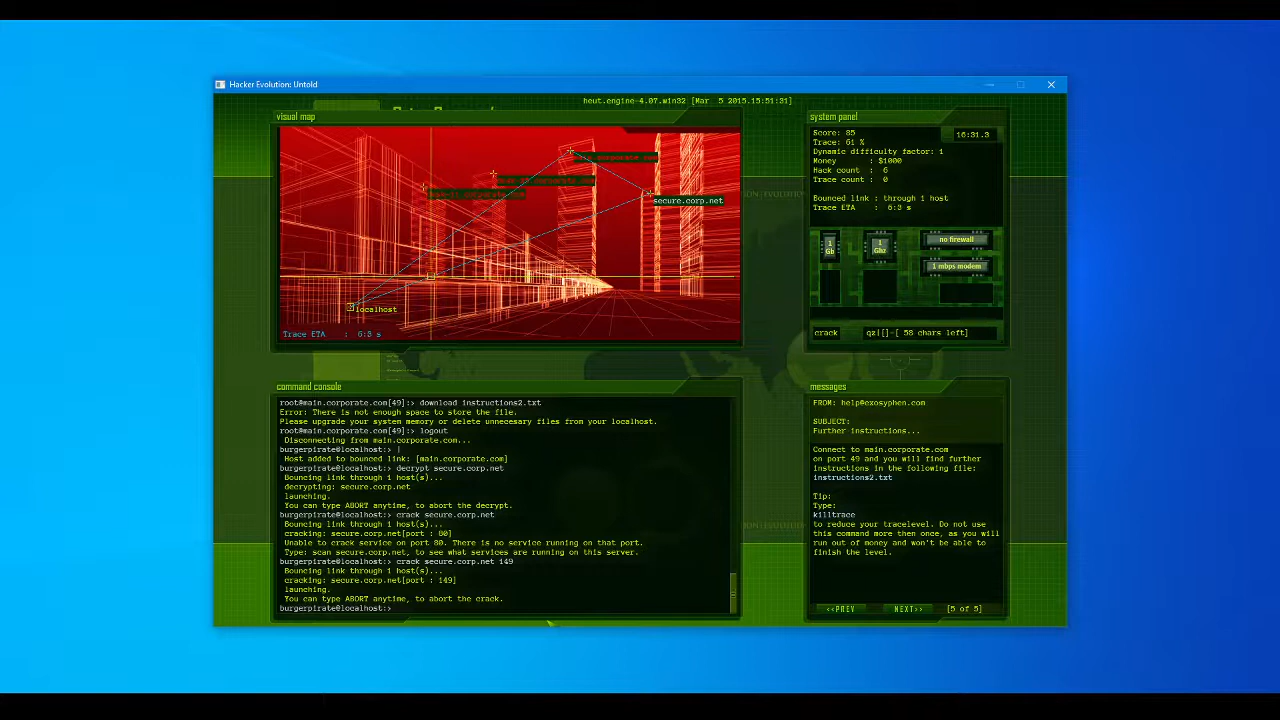 Hacker Evolution: Untold
heut.engine-4.07.win32 [Mar 5 2015.15:51:31]
visual map
secure.corp.net
localhost
Trace ETA : 6:3 s
system panel
Score: 85
16:31.3
Trace: 61 %
Dynamic difficulty factor: 1
Money : $1000
Hack count : 6
Trace count : 0
Bounced link : through 1 host
Trace ETA : 6:3 s
1 Gb
1 Ghz
no firewall
1 mbps modem
crack
qz|[]-[ 58 chars left]
command console
root@main.corporate.com[49]:> download instructions2.txt
Error: There is not enough space to store the file.
Please upgrade your system memory or delete unnecesary files from your localhost.
root@main.corporate.com[49]:> logout
Disconnecting from main.corporate.com...
burgerpirate@localhost:> |
Host added to bounced link: [main.corporate.com]
burgerpirate@localhost:> decrypt secure.corp.net
Bouncing link through 1 host(s)...
decrypting: secure.corp.net
launching.
You can type ABORT anytime, to abort the decrypt.
burgerpirate@localhost:> crack secure.corp.net
Bouncing link through 1 host(s)...
cracking: secure.corp.net[port : 80]
Unable to crack service on port 80. There is no service running on that port.
Type: scan secure.corp.net, to see what services are running on this server.
burgerpirate@localhost:> crack secure.corp.net 149
Bouncing link through 1 host(s)...
cracking: secure.corp.net[port : 149]
launching.
You can type ABORT anytime, to abort the crack.
burgerpirate@localhost:>
messages
FROM: help@exosyphen.com
SUBJECT:
Further instructions...
Connect to main.corporate.com
on port 49 and you will find further
instructions in the following file:
instructions2.txt
Tip:
Type:
killtrace
to reduce your tracelevel. Do not use
this command more then once, as you will
run out of money and won't be able to
finish the level.
<<PREV
NEXT>>
[5 of 5]